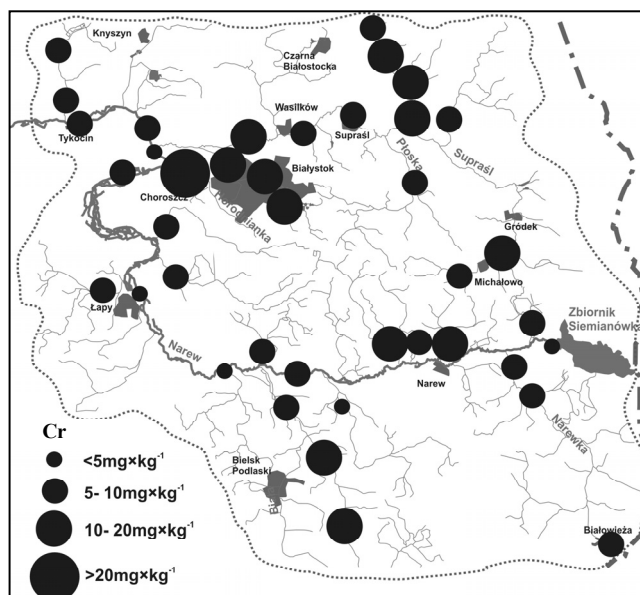 Knyszyn
Czarna
Białostocka
Tykocin
Wasilków
Supraśl
Białystok
Płoska
Supraśl
Choroszcz
Gródek
Michałowo
Łapy
Narew
Zbiornik
Siemianówka
Narew
Narewka
Bielsk
Podlaski
Białowieża
Cr
<5mg×kg⁻¹
5- 10mg×kg⁻¹
10- 20mg×kg⁻¹
>20mg×kg⁻¹